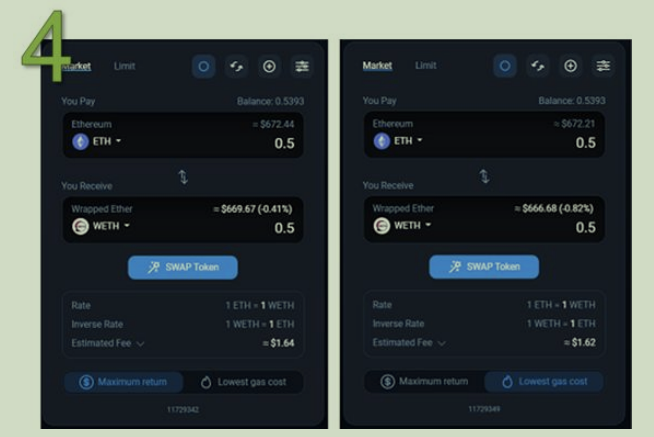 4
Market Limit
You Pay Balance: 0.5393
Ethereum ≈ $672.44
ETH 0.5
You Receive
Wrapped Ether ≈ $669.67 (-0.41%)
WETH 0.5
SWAP Token
Rate 1 ETH = 1 WETH
Inverse Rate 1 WETH = 1 ETH
Estimated Fee ≈ $1.64
Maximum return Lowest gas cost
11729342
Market Limit
You Pay Balance: 0.5393
Ethereum ≈ $672.21
ETH 0.5
You Receive
Wrapped Ether ≈ $666.68 (-0.82%)
WETH 0.5
SWAP Token
Rate 1 ETH = 1 WETH
Inverse Rate 1 WETH = 1 ETH
Estimated Fee ≈ $1.62
Maximum return Lowest gas cost
11729349